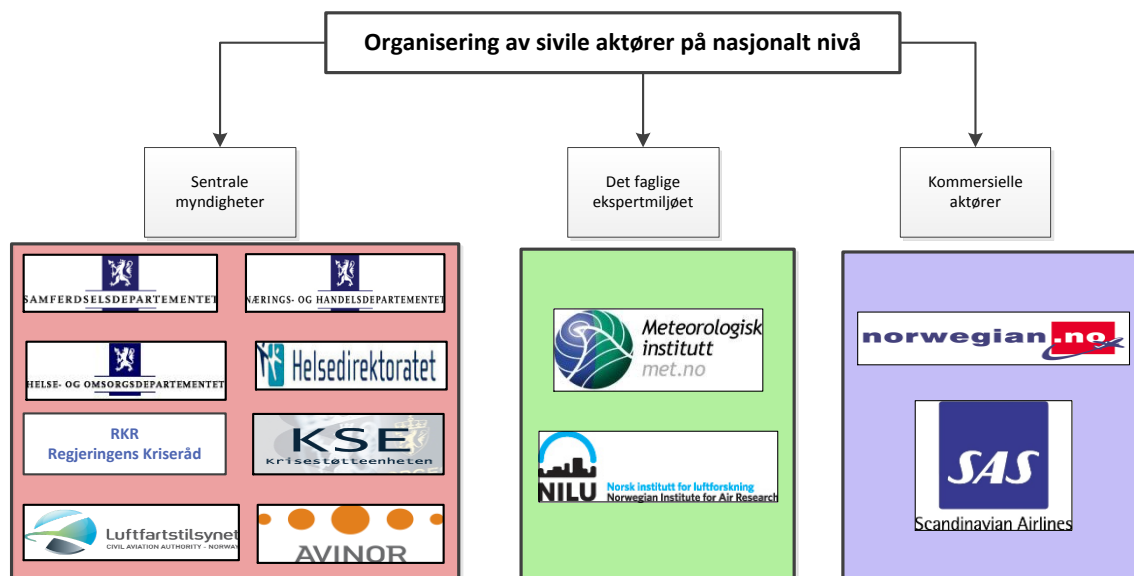 Organisering av sivile aktører på nasjonalt nivå
Sentrale
myndigheter
Det faglige
ekspertmiljøet
Kommersielle
aktører
SAMFERDSELSDEPARTEMENTET
NÆRINGS- OG HANDELSDEPARTEMENTET
HELSE- OG OMSORGSDEPARTEMENTET
Helsedirektoratet
RKR
Regjeringens Kriseråd
KSE
Krisestøtteenheten
Luftfartstilsynet
CIVIL AVIATION AUTHORITY - NORWAY
AVINOR
Meteorologisk
institutt
met.no
NILU
Norsk institutt for luftforskning
Norwegian Institute for Air Research
norwegian.no
SAS
Scandinavian Airlines